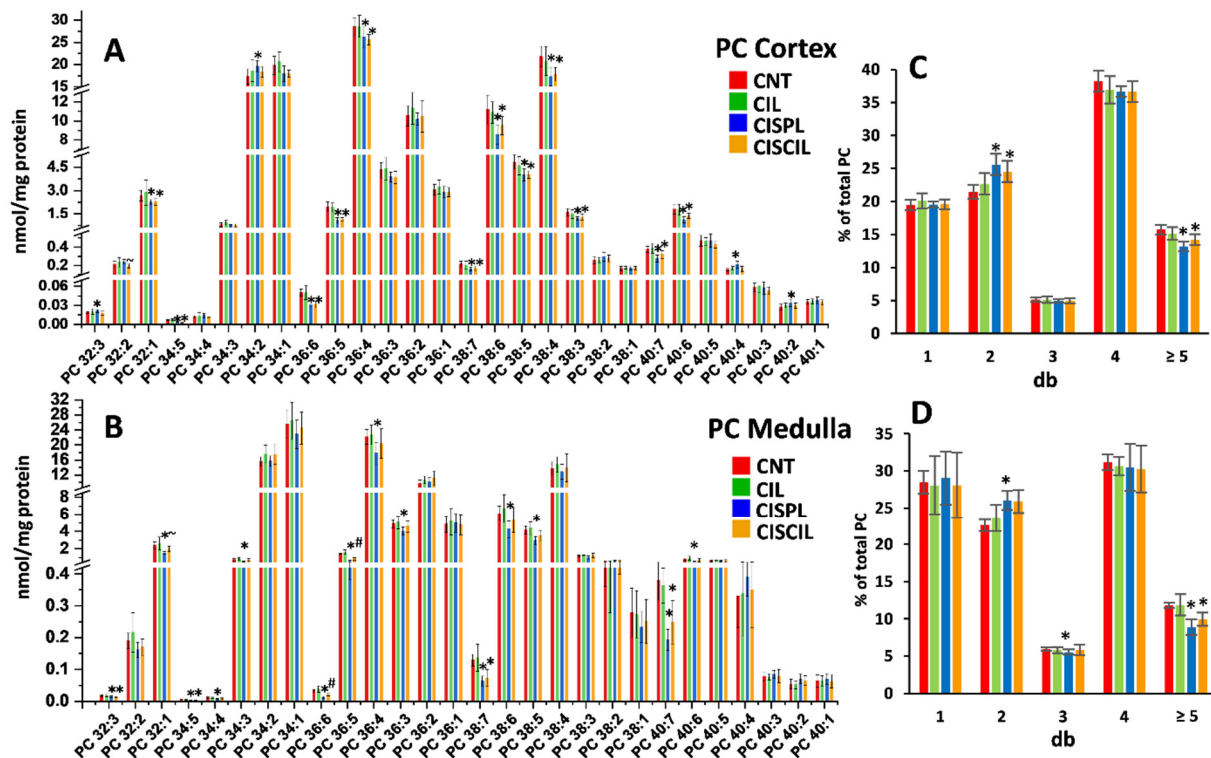 A
PC Cortex
CNT
CIL
CISPL
CISCIL
nmol/mg protein
30
25
20
15
10
12
10
8
6
4.5
3.0
1.5
0.4
0.2
0.06
0.03
0.00
* * * * * * * * ~ * * * * * * * * * * * * * * * * * * * *
PC 32:3 PC 32:2 PC 32:1 PC 34:5 PC 34:4 PC 34:3 PC 34:2 PC 34:1 PC 36:6 PC 36:5 PC 36:4 PC 36:3 PC 36:2 PC 36:1 PC 38:7 PC 38:6 PC 38:5 PC 38:4 PC 38:3 PC 38:2 PC 38:1 PC 40:7 PC 40:6 PC 40:5 PC 40:4 PC 40:3 PC 40:2 PC 40:1
C
% of total PC
40
35
30
25
20
15
10
5
0
* *
* *
1 2 3 4 ≥ 5
db
B
PC Medulla
CNT
CIL
CISPL
CISCIL
nmol/mg protein
32
28
24
20
16
12
8
6
4
2
0.4
0.3
0.2
0.1
0.0
* * * ~ * * * * * # * # * * * * * * * * * *
PC 32:3 PC 32:2 PC 32:1 PC 34:5 PC 34:4 PC 34:3 PC 34:2 PC 34:1 PC 36:6 PC 36:5 PC 36:4 PC 36:3 PC 36:2 PC 36:1 PC 38:7 PC 38:6 PC 38:5 PC 38:4 PC 38:3 PC 38:2 PC 38:1 PC 40:7 PC 40:6 PC 40:5 PC 40:4 PC 40:3 PC 40:2 PC 40:1
D
% of total PC
35
30
25
20
15
10
5
0
*
*
* *
1 2 3 4 ≥ 5
db